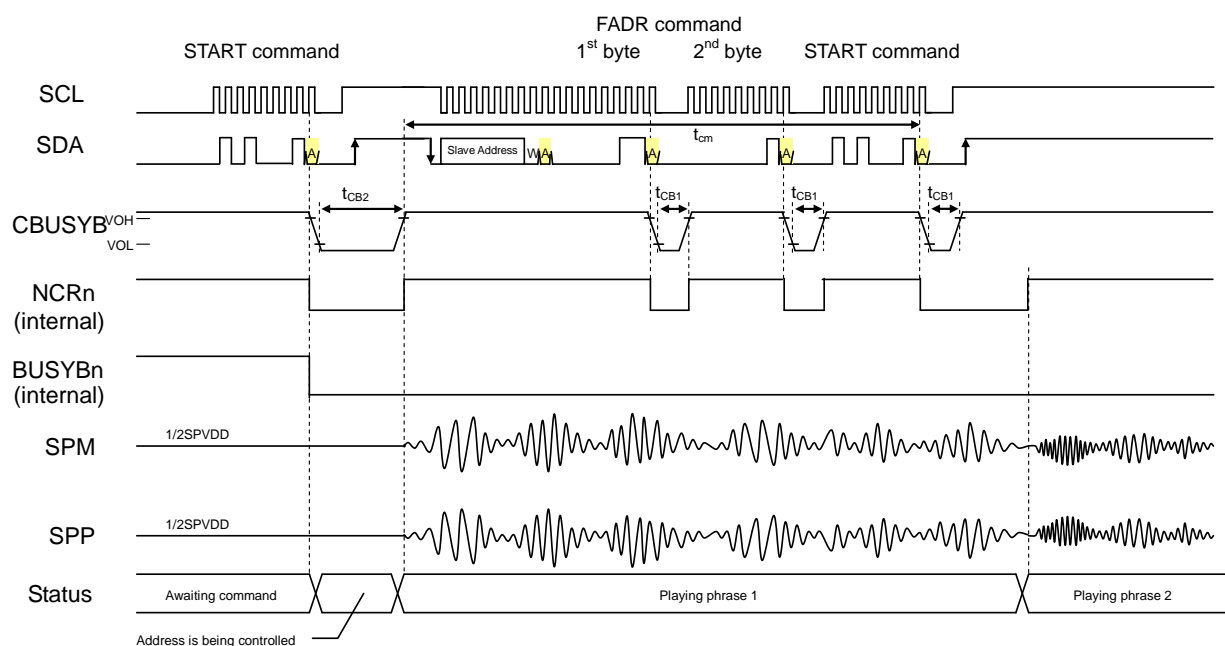 FADR command
START command 1st byte 2nd byte START command
SCL
tcm
SDA A Slave Address W A A A A
tCB2 tCB1 tCB1 tCB1
CBUSYB VOH
VOL
NCRn
(internal)
BUSYBn
(internal)
1/2SPVDD
SPM
1/2SPVDD
SPP
Status Awaiting command Playing phrase 1 Playing phrase 2
Address is being controlled